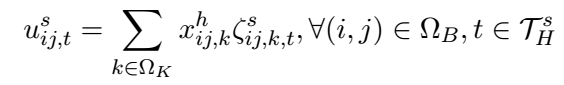 $u^{s}_{ij,t} = \sum_{k \in \Omega_K} x^{h}_{ij,k} \zeta^{s}_{ij,k,t}, \forall (i,j) \in \Omega_B, t \in \mathcal{T}^{s}_{H}$